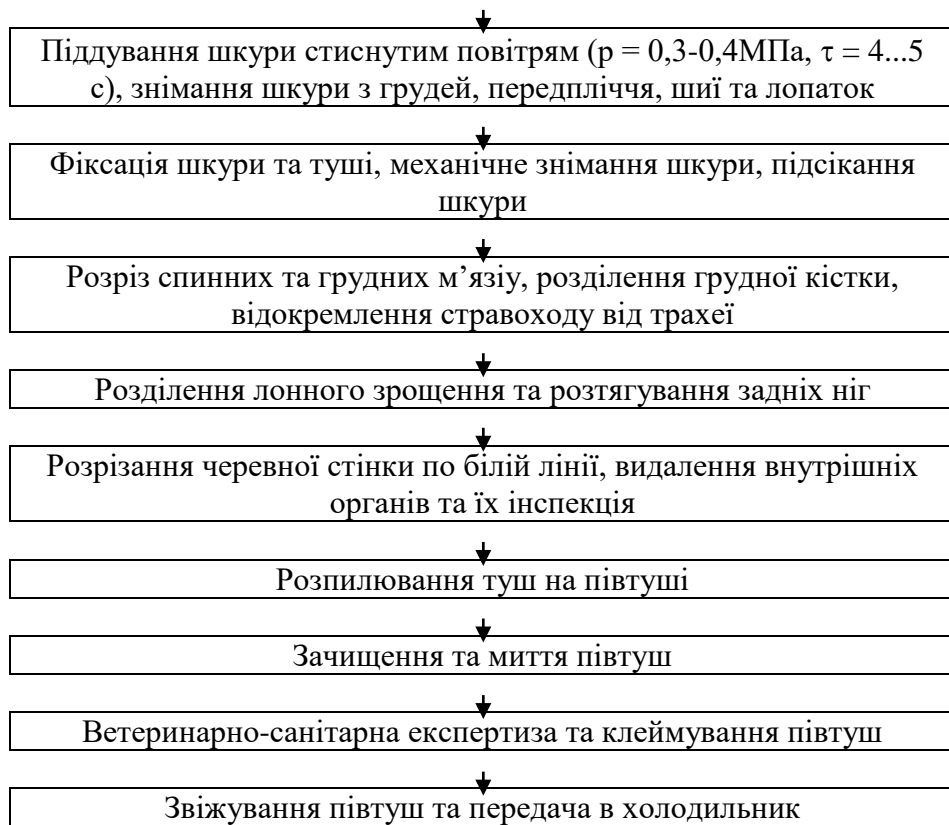 Піддування шкури стиснутим повітрям (р = 0,3-0,4МПа, τ = 4...5
с), знімання шкури з грудей, передпліччя, шиї та лопаток
Фіксація шкури та туші, механічне знімання шкури, підсікання
шкури
Розріз спинних та грудних м’язіу, розділення грудної кістки,
відокремлення стравоходу від трахеї
Розділення лонного зрощення та розтягування задніх ніг
Розрізання черевної стінки по білій лінії, видалення внутрішніх
органів та їх інспекція
Розпилювання туш на півтуші
Зачищення та миття півтуш
Ветеринарно-санітарна експертиза та клеймування півтуш
Звіжування півтуш та передача в холодильник